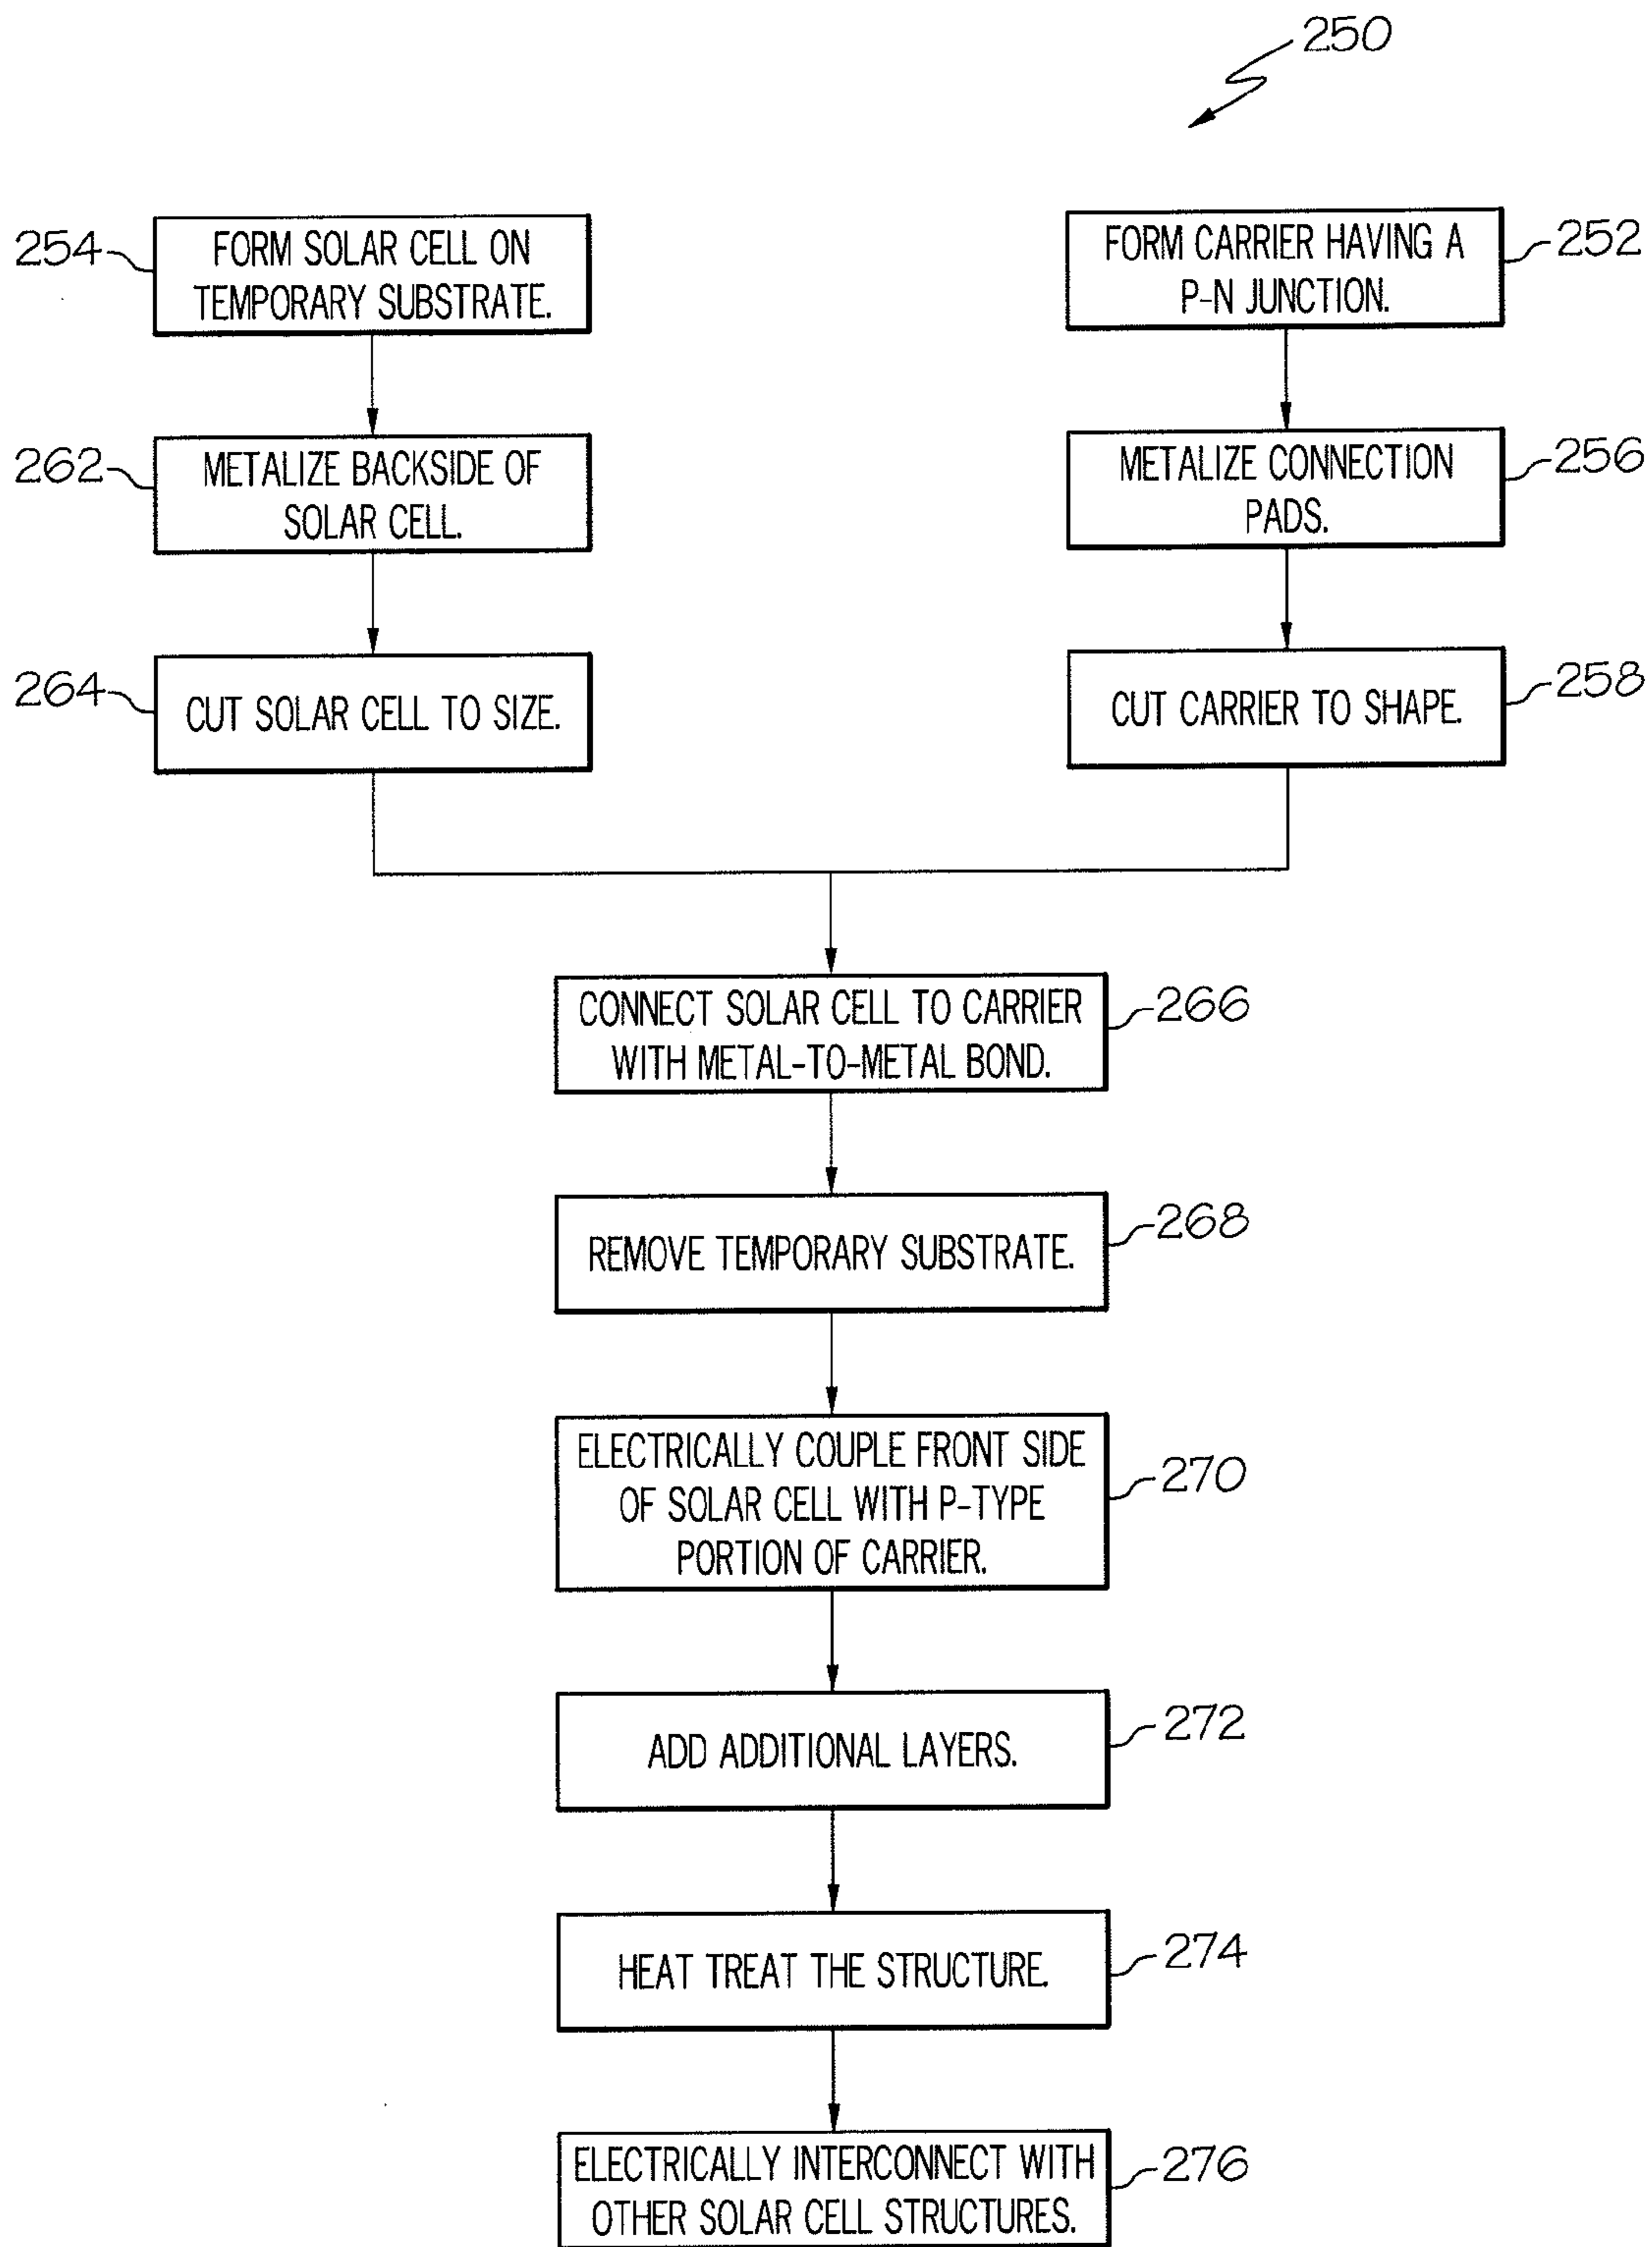 250
254
FORM SOLAR CELL ON
TEMPORARY SUBSTRATE.
FORM CARRIER HAVING A
P-N JUNCTION.
252
262
METALIZE BACKSIDE OF
SOLAR CELL.
METALIZE CONNECTION
PADS.
256
264
CUT SOLAR CELL TO SIZE.
CUT CARRIER TO SHAPE.
258
CONNECT SOLAR CELL TO CARRIER
WITH METAL-TO-METAL BOND.
266
REMOVE TEMPORARY SUBSTRATE.
268
ELECTRICALLY COUPLE FRONT SIDE
OF SOLAR CELL WITH P-TYPE
PORTION OF CARRIER.
270
ADD ADDITIONAL LAYERS.
272
HEAT TREAT THE STRUCTURE.
274
ELECTRICALLY INTERCONNECT WITH
OTHER SOLAR CELL STRUCTURES.
276